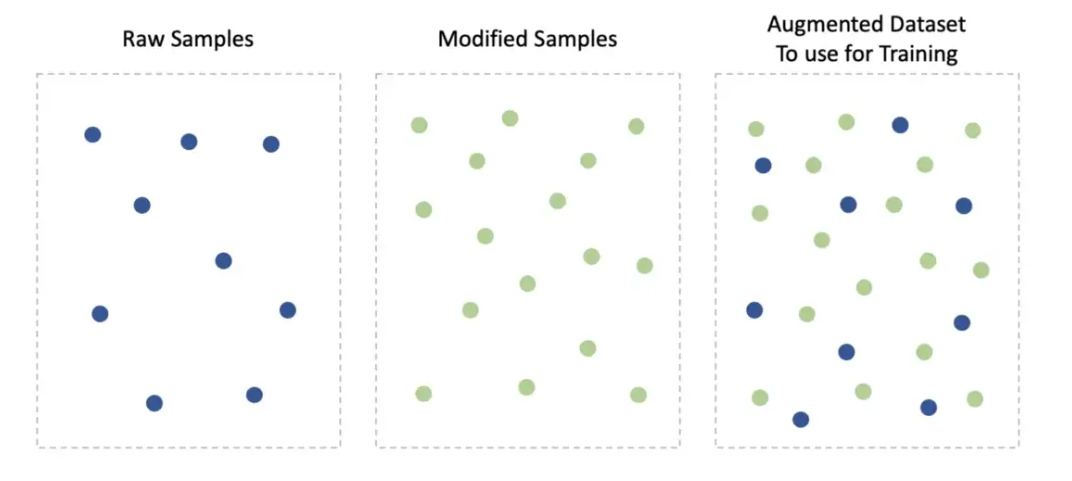 Raw Samples
Modified Samples
Augmented Dataset
To use for Training